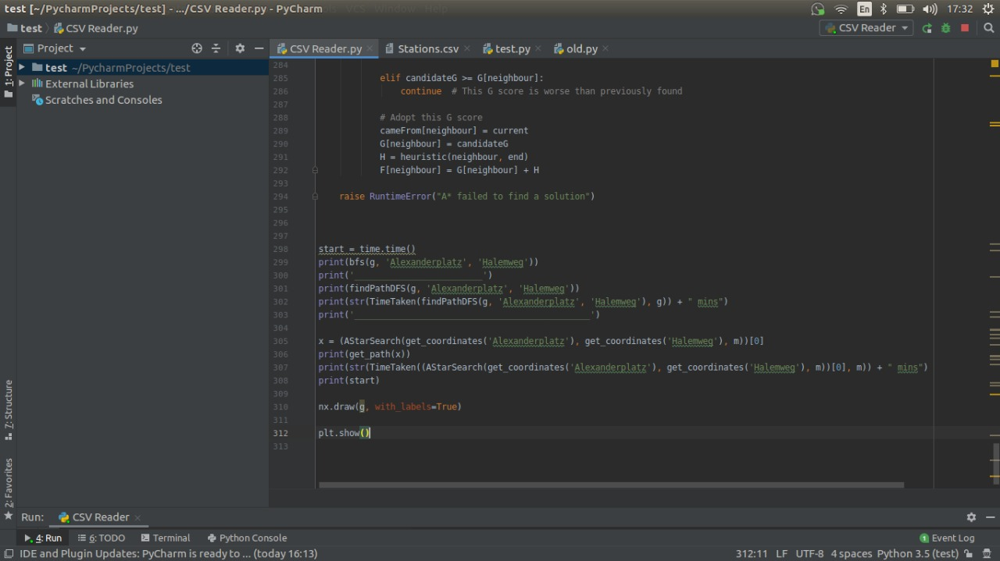 test [~/PycharmProjects/test] - .../CSV Reader.py - PyCharm
En
17:32
test
CSV Reader.py
CSV Reader
1: Project
Project
CSV Reader.py
Stations.csv
test.py
old.py
test ~/PycharmProjects/test
External Libraries
Scratches and Consoles
284
285 elif candidateG >= G[neighbour]:
286 continue # This G score is worse than previously found
287
288 # Adopt this G score
289 cameFrom[neighbour] = current
290 G[neighbour] = candidateG
291 H = heuristic(neighbour, end)
292 F[neighbour] = G[neighbour] + H
293
294 raise RuntimeError("A* failed to find a solution")
295
296
297
298 start = time.time()
299 print(bfs(g, 'Alexanderplatz', 'Halemweg'))
300 print('_________________________')
301 print(findPathDFS(g, 'Alexanderplatz', 'Halemweg'))
302 print(str(TimeTaken(findPathDFS(g, 'Alexanderplatz', 'Halemweg'), g)) + " mins")
303 print('______________________________________________')
304
305 x = (AStarSearch(get_coordinates('Alexanderplatz'), get_coordinates('Halemweg'), m))[0]
306 print(get_path(x))
307 print(str(TimeTaken((AStarSearch(get_coordinates('Alexanderplatz'), get_coordinates('Halemweg'), m))[0], m)) + " mins")
308 print(start)
309
310 nx.draw(g, with_labels=True)
311
312 plt.show()
313
7: Structure
2: Favorites
Run:
CSV Reader
4: Run
6: TODO
Terminal
Python Console
1 Event Log
IDE and Plugin Updates: PyCharm is ready to ... (today 16:13)
312:11 LF UTF-8 4 spaces Python 3.5 (test)